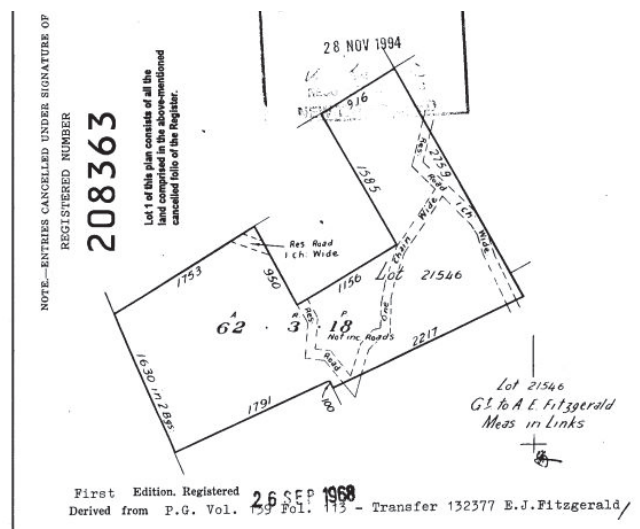 NOTE.—ENTRIES CANCELLED UNDER SIGNATURE OF
REGISTERED NUMBER
208363
Lot 1 of this plan consists of all the
land comprised in the above-mentioned
cancelled folio of the Register.
28 NOV 1994
916
1585
2759
Res
Road
1 Ch.
Wide
Res. Road
1 Ch. Wide
1753
950
1156
Lot 21546
One
Chain
Wide
A R P
62 . 3 . 18
Not inc. Roads
Res.
Road
2217
1630 in 2 Bgs
1791
100
Lot 21546
Gt. to A. E. Fitzgerald
Meas in Links
First Edition. Registered 26 SEP 1968
Derived from P.G. Vol. 159 Fol. 113 - Transfer 132377 E.J.Fitzgerald